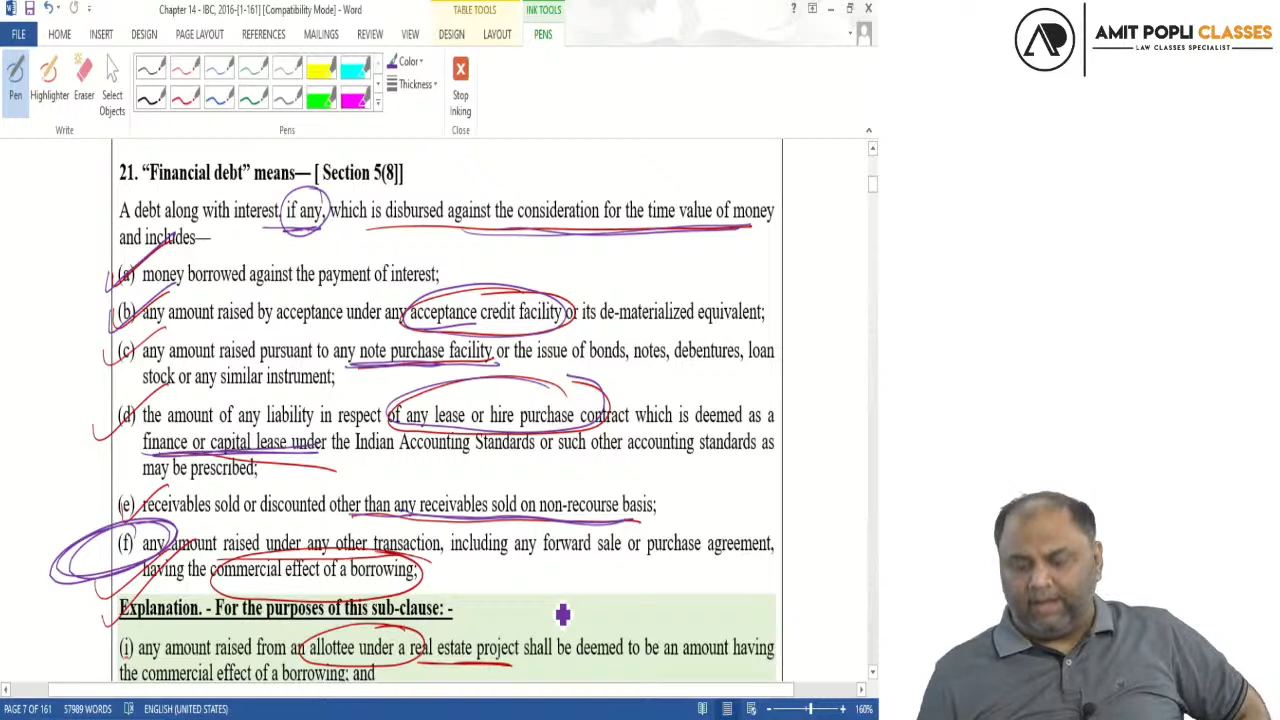 Chapter 14 - IBC, 2016-[1-161] [Compatibility Mode] - Word
TABLE TOOLS
INK TOOLS
FILE HOME INSERT DESIGN PAGE LAYOUT REFERENCES MAILINGS REVIEW VIEW DESIGN LAYOUT PENS
Pen Highlighter Eraser Select Objects
Color
Thickness
Stop Inking
Write Pens Close
AMIT POPLI CLASSES
LAW CLASSES SPECIALIST
21. “Financial debt” means— [ Section 5(8]]
A debt along with interest, if any, which is disbursed against the consideration for the time value of money
and includes—
(a) money borrowed against the payment of interest;
(b) any amount raised by acceptance under any acceptance credit facility or its de-materialized equivalent;
(c) any amount raised pursuant to any note purchase facility or the issue of bonds, notes, debentures, loan
stock or any similar instrument;
(d) the amount of any liability in respect of any lease or hire purchase contract which is deemed as a
finance or capital lease under the Indian Accounting Standards or such other accounting standards as
may be prescribed;
(e) receivables sold or discounted other than any receivables sold on non-recourse basis;
(f) any amount raised under any other transaction, including any forward sale or purchase agreement,
having the commercial effect of a borrowing;
Explanation. - For the purposes of this sub-clause: -
(i) any amount raised from an allottee under a real estate project shall be deemed to be an amount having
the commercial effect of a borrowing; and
PAGE 7 OF 161 57989 WORDS ENGLISH (UNITED STATES) 160%